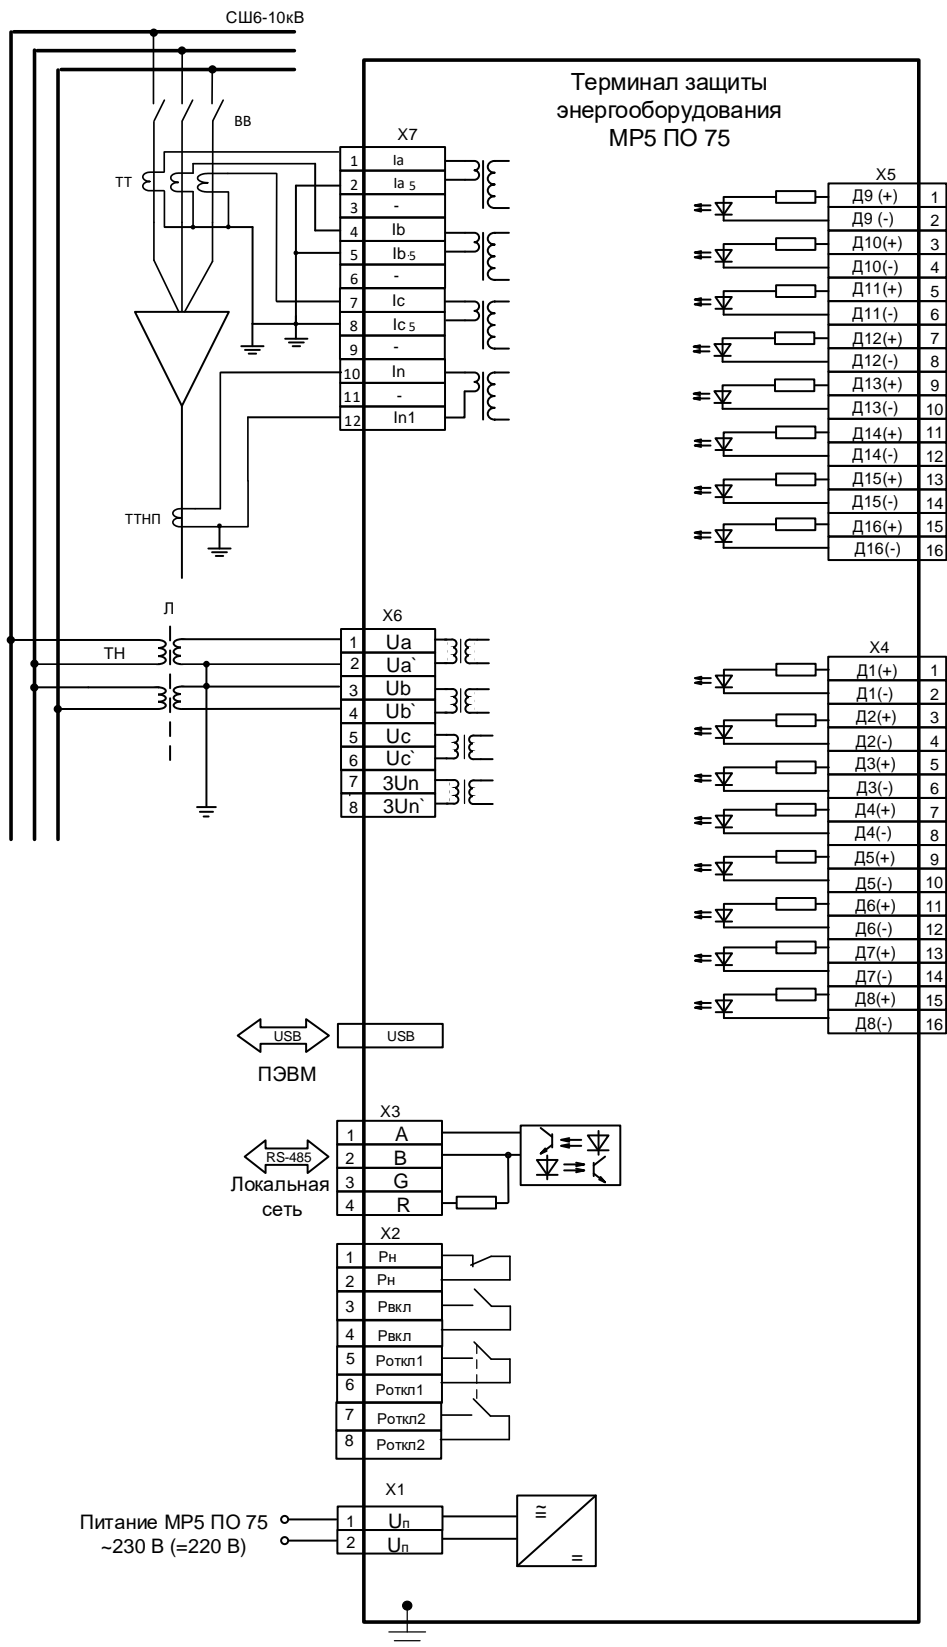 СШ6-10кВ
Терминал защиты
энергооборудования
МР5 ПО 75
ВВ
ТТ
X7
1 Ia
2 Ia 5
3 -
4 Ib
5 Ib 5
6 -
7 Ic
8 Ic 5
9 -
10 In
11 -
12 In1
ТТНП
X5
Д9 (+) 1
Д9 (-) 2
Д10(+) 3
Д10(-) 4
Д11(+) 5
Д11(-) 6
Д12(+) 7
Д12(-) 8
Д13(+) 9
Д13(-) 10
Д14(+) 11
Д14(-) 12
Д15(+) 13
Д15(-) 14
Д16(+) 15
Д16(-) 16
Л
ТН
X6
1 Ua
2 Ua`
3 Ub
4 Ub`
5 Uc
6 Uc`
7 3Un
8 3Un`
X4
Д1(+) 1
Д1(-) 2
Д2(+) 3
Д2(-) 4
Д3(+) 5
Д3(-) 6
Д4(+) 7
Д4(-) 8
Д5(+) 9
Д5(-) 10
Д6(+) 11
Д6(-) 12
Д7(+) 13
Д7(-) 14
Д8(+) 15
Д8(-) 16
USB
USB
ПЭВМ
X3
1 A
2 B
3 G
4 R
RS-485
Локальная
сеть
X2
1 Рн
2 Рн
3 Рвкл
4 Рвкл
5 Роткл1
6 Роткл1
7 Роткл2
8 Роткл2
X1
1 Uп
2 Uп
Питание МР5 ПО 75
~230 В (=220 В)